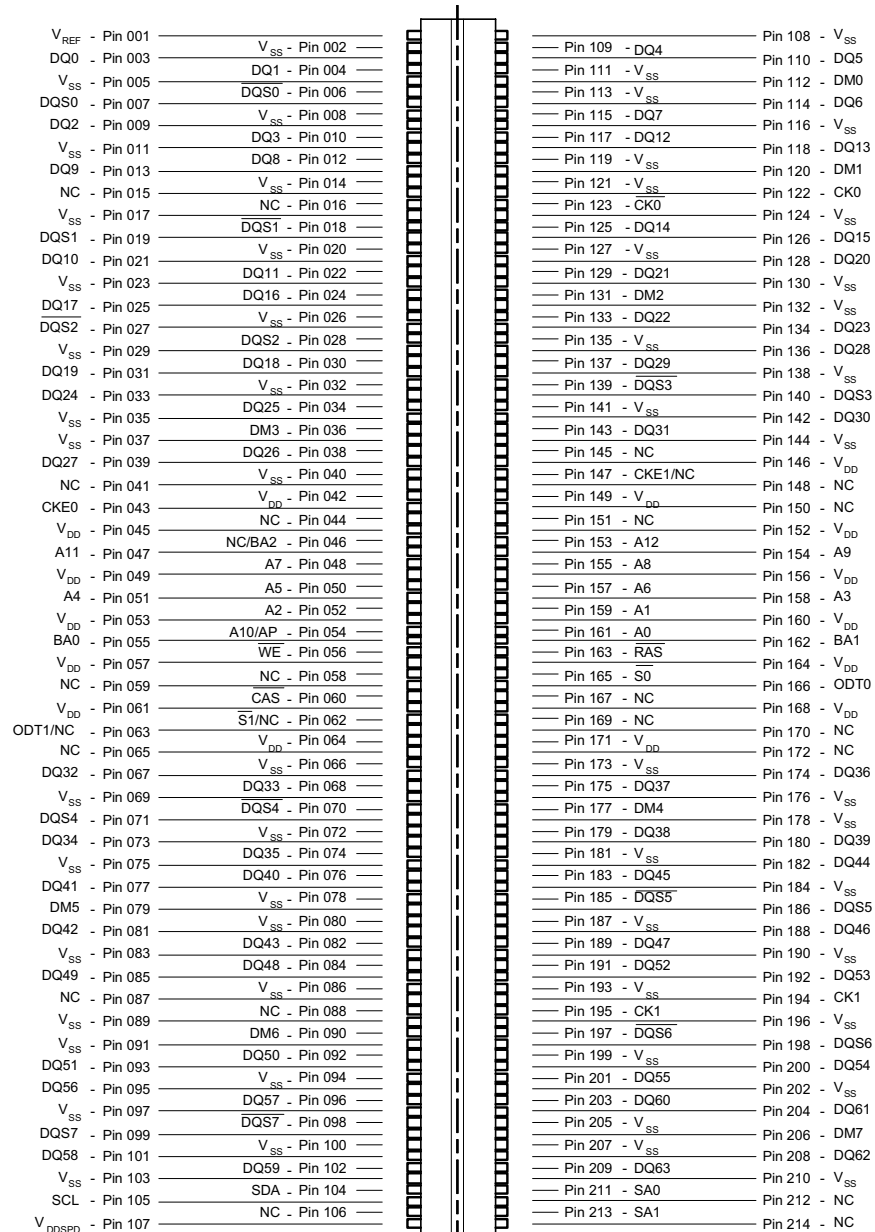 VREF - Pin 001
VSS - Pin 002
DQ0 - Pin 003
DQ1 - Pin 004
VSS - Pin 005
DQS0 - Pin 006
DQS0 - Pin 007
VSS - Pin 008
DQ2 - Pin 009
DQ3 - Pin 010
VSS - Pin 011
DQ8 - Pin 012
DQ9 - Pin 013
VSS - Pin 014
NC - Pin 015
NC - Pin 016
VSS - Pin 017
DQS1 - Pin 018
DQS1 - Pin 019
VSS - Pin 020
DQ10 - Pin 021
DQ11 - Pin 022
VSS - Pin 023
DQ16 - Pin 024
DQ17 - Pin 025
VSS - Pin 026
DQS2 - Pin 027
DQS2 - Pin 028
VSS - Pin 029
DQ18 - Pin 030
DQ19 - Pin 031
VSS - Pin 032
DQ24 - Pin 033
DQ25 - Pin 034
VSS - Pin 035
DM3 - Pin 036
VSS - Pin 037
DQ26 - Pin 038
DQ27 - Pin 039
VSS - Pin 040
NC - Pin 041
VDD - Pin 042
CKE0 - Pin 043
NC - Pin 044
VDD - Pin 045
NC/BA2 - Pin 046
A11 - Pin 047
A7 - Pin 048
VDD - Pin 049
A5 - Pin 050
A4 - Pin 051
A2 - Pin 052
VDD - Pin 053
A10/AP - Pin 054
BA0 - Pin 055
WE - Pin 056
VDD - Pin 057
NC - Pin 058
NC - Pin 059
CAS - Pin 060
VDD - Pin 061
S1/NC - Pin 062
ODT1/NC - Pin 063
VDD - Pin 064
NC - Pin 065
VSS - Pin 066
DQ32 - Pin 067
DQ33 - Pin 068
VSS - Pin 069
DQS4 - Pin 070
DQS4 - Pin 071
VSS - Pin 072
DQ34 - Pin 073
DQ35 - Pin 074
VSS - Pin 075
DQ40 - Pin 076
DQ41 - Pin 077
VSS - Pin 078
DM5 - Pin 079
VSS - Pin 080
DQ42 - Pin 081
DQ43 - Pin 082
VSS - Pin 083
DQ48 - Pin 084
DQ49 - Pin 085
VSS - Pin 086
NC - Pin 087
NC - Pin 088
VSS - Pin 089
DM6 - Pin 090
VSS - Pin 091
DQ50 - Pin 092
DQ51 - Pin 093
VSS - Pin 094
DQ56 - Pin 095
DQ57 - Pin 096
VSS - Pin 097
DQS7 - Pin 098
DQS7 - Pin 099
VSS - Pin 100
DQ58 - Pin 101
DQ59 - Pin 102
VSS - Pin 103
SDA - Pin 104
SCL - Pin 105
NC - Pin 106
VDDSPD - Pin 107
Pin 108 - VSS
Pin 109 - DQ4
Pin 110 - DQ5
Pin 111 - VSS
Pin 112 - DM0
Pin 113 - VSS
Pin 114 - DQ6
Pin 115 - DQ7
Pin 116 - VSS
Pin 117 - DQ12
Pin 118 - DQ13
Pin 119 - VSS
Pin 120 - DM1
Pin 121 - VSS
Pin 122 - CK0
Pin 123 - CK0
Pin 124 - VSS
Pin 125 - DQ14
Pin 126 - DQ15
Pin 127 - VSS
Pin 128 - DQ20
Pin 129 - DQ21
Pin 130 - VSS
Pin 131 - DM2
Pin 132 - VSS
Pin 133 - DQ22
Pin 134 - DQ23
Pin 135 - VSS
Pin 136 - DQ28
Pin 137 - DQ29
Pin 138 - VSS
Pin 139 - DQS3
Pin 140 - DQS3
Pin 141 - VSS
Pin 142 - DQ30
Pin 143 - DQ31
Pin 144 - VSS
Pin 145 - NC
Pin 146 - VDD
Pin 147 - CKE1/NC
Pin 148 - NC
Pin 149 - VDD
Pin 150 - NC
Pin 151 - NC
Pin 152 - VDD
Pin 153 - A12
Pin 154 - A9
Pin 155 - A8
Pin 156 - VDD
Pin 157 - A6
Pin 158 - A3
Pin 159 - A1
Pin 160 - VDD
Pin 161 - A0
Pin 162 - BA1
Pin 163 - RAS
Pin 164 - VDD
Pin 165 - S0
Pin 166 - ODT0
Pin 167 - NC
Pin 168 - VDD
Pin 169 - NC
Pin 170 - NC
Pin 171 - VDD
Pin 172 - NC
Pin 173 - VSS
Pin 174 - DQ36
Pin 175 - DQ37
Pin 176 - VSS
Pin 177 - DM4
Pin 178 - VSS
Pin 179 - DQ38
Pin 180 - DQ39
Pin 181 - VSS
Pin 182 - DQ44
Pin 183 - DQ45
Pin 184 - VSS
Pin 185 - DQS5
Pin 186 - DQS5
Pin 187 - VSS
Pin 188 - DQ46
Pin 189 - DQ47
Pin 190 - VSS
Pin 191 - DQ52
Pin 192 - DQ53
Pin 193 - VSS
Pin 194 - CK1
Pin 195 - CK1
Pin 196 - VSS
Pin 197 - DQS6
Pin 198 - DQS6
Pin 199 - VSS
Pin 200 - DQ54
Pin 201 - DQ55
Pin 202 - VSS
Pin 203 - DQ60
Pin 204 - DQ61
Pin 205 - VSS
Pin 206 - DM7
Pin 207 - VSS
Pin 208 - DQ62
Pin 209 - DQ63
Pin 210 - VSS
Pin 211 - SA0
Pin 212 - NC
Pin 213 - SA1
Pin 214 - NC